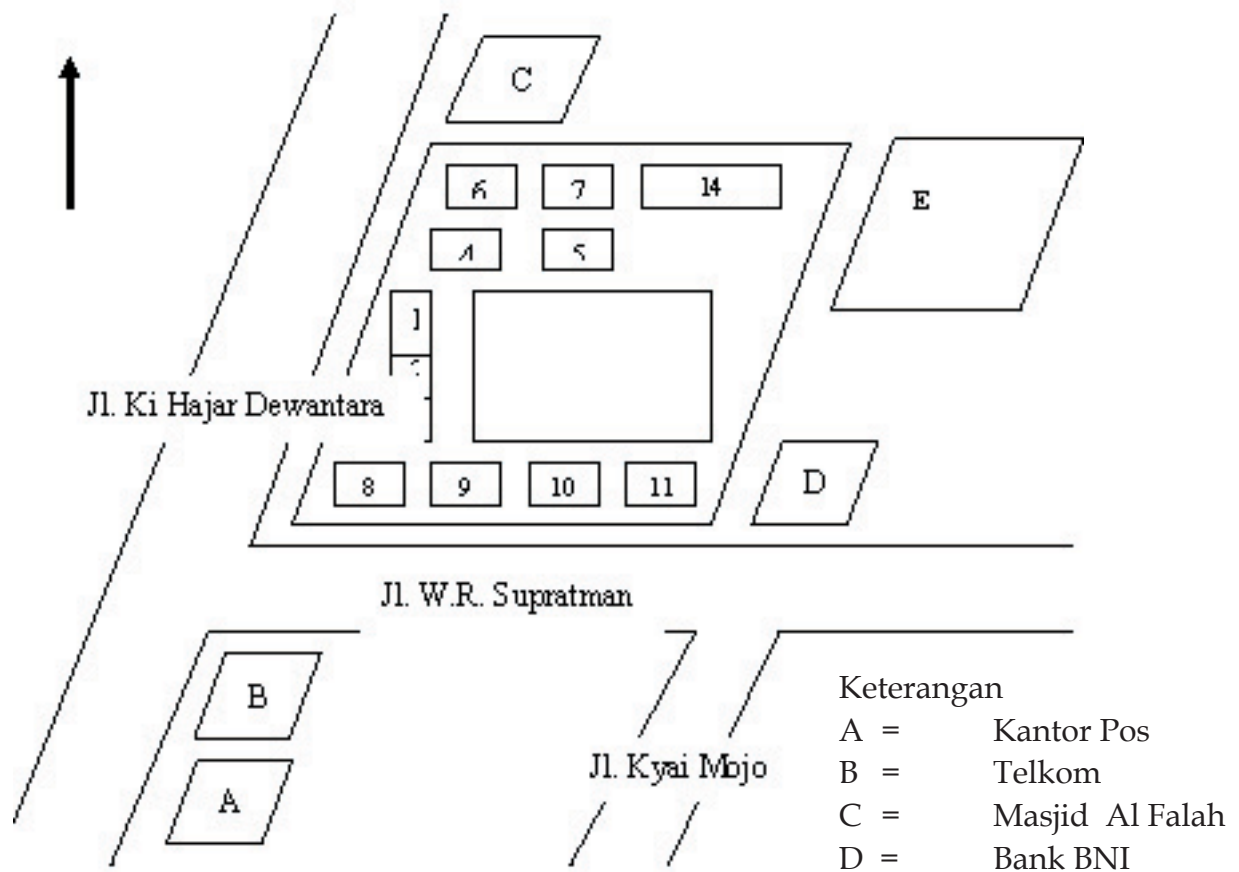 C
6 7 14
E
4 5
1
Jl. Ki Hajar Dewantara
8 9 10 11
D
Jl. W.R. Supratman
B
A
Jl. Kyai Mojo
Keterangan
A = Kantor Pos
B = Telkom
C = Masjid Al Falah
D = Bank BNI